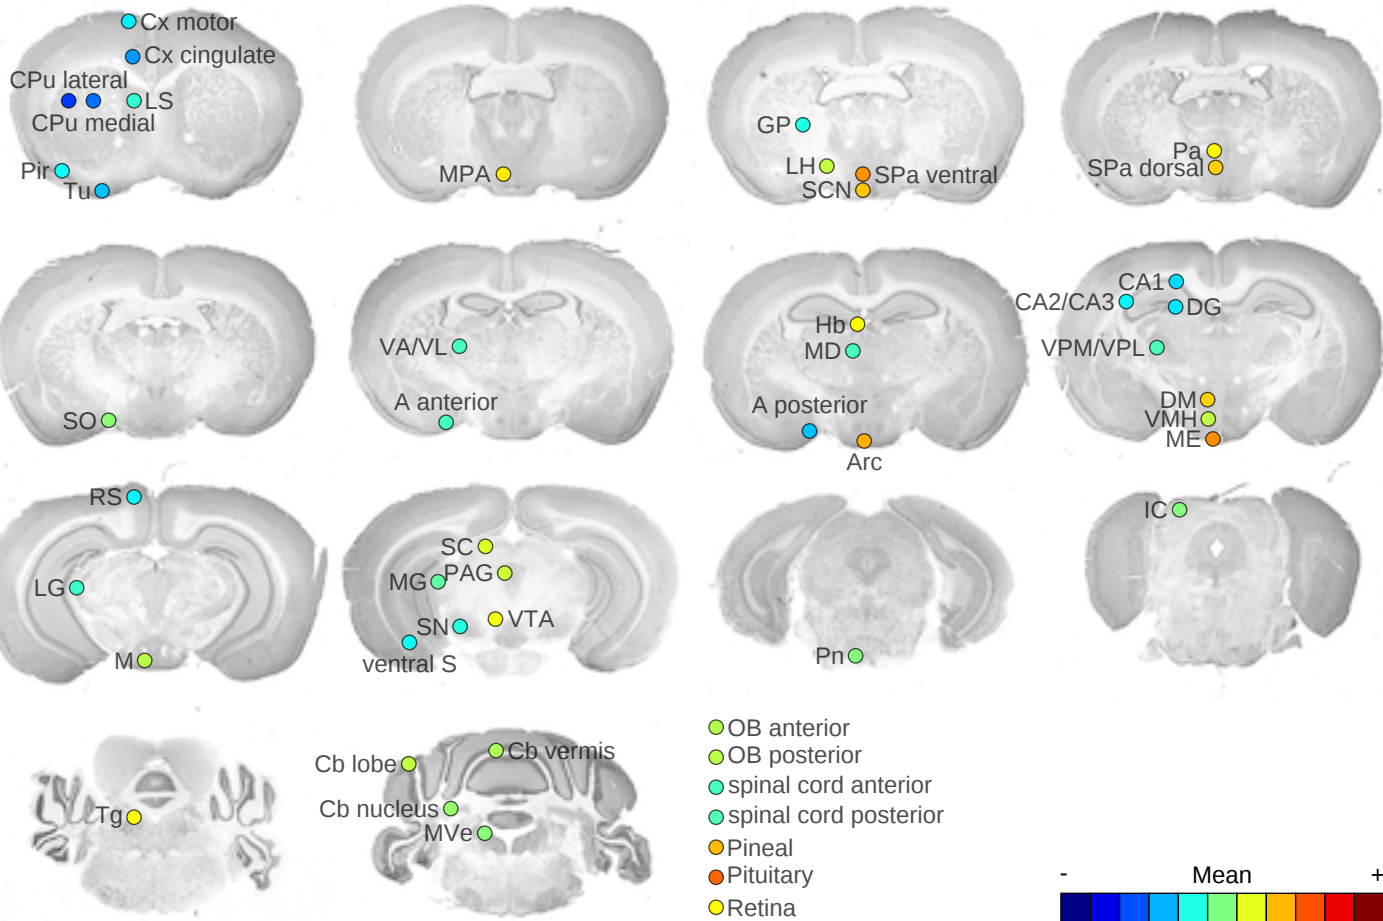 Cx motor
Cx cingulate
CPu lateral
LS
CPu medial
Pir
Tu
MPA
GP
LH
SPa ventral
SCN
Pa
SPa dorsal
SO
VA/VL
A anterior
Hb
MD
A posterior
Arc
CA1
CA2/CA3
DG
VPM/VPL
DM
VMH
ME
RS
LG
M
SC
MG
PAG
SN
VTA
ventral S
Pn
IC
Tg
Cb lobe
Cb vermis
Cb nucleus
MVe
OB anterior
OB posterior
spinal cord anterior
spinal cord posterior
Pineal
Pituitary
Retina
- Mean +